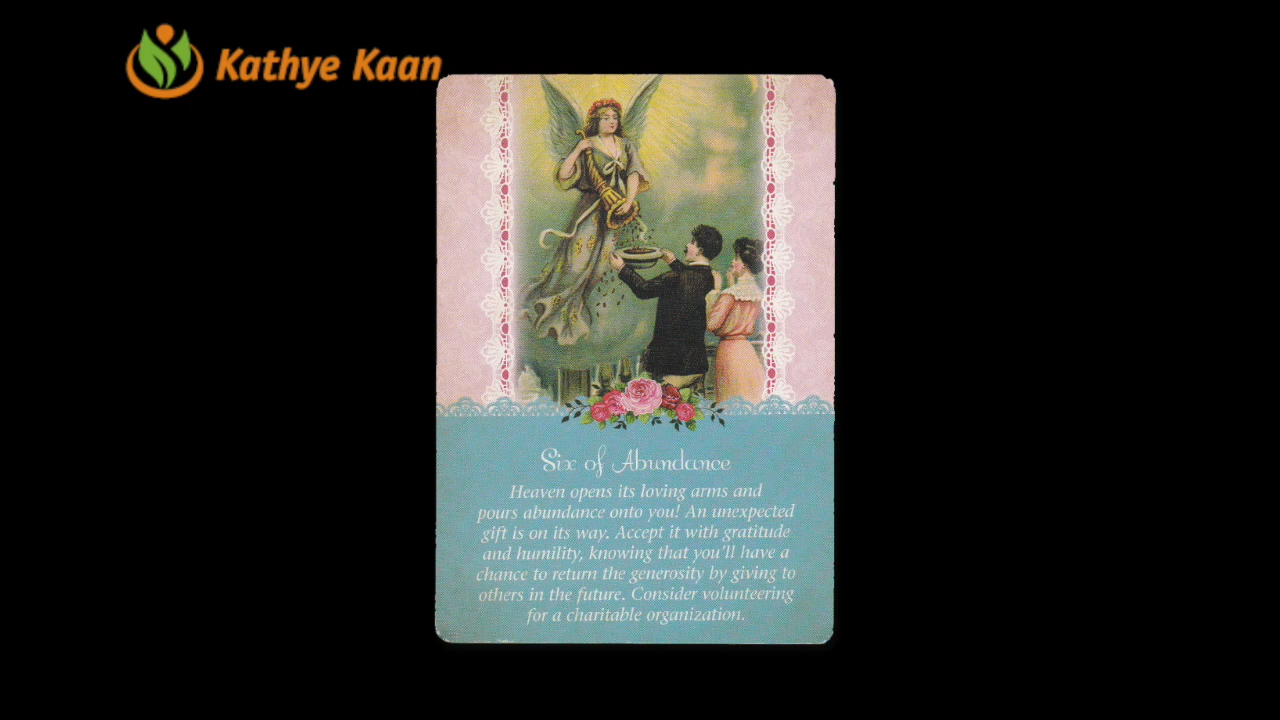 Kathye Kaan
Six of Abundance
Heaven opens its loving arms and
pours abundance onto you! An unexpected
gift is on its way. Accept it with gratitude
and humility, knowing that you'll have a
chance to return the generosity by giving to
others in the future. Consider volunteering
for a charitable organization.